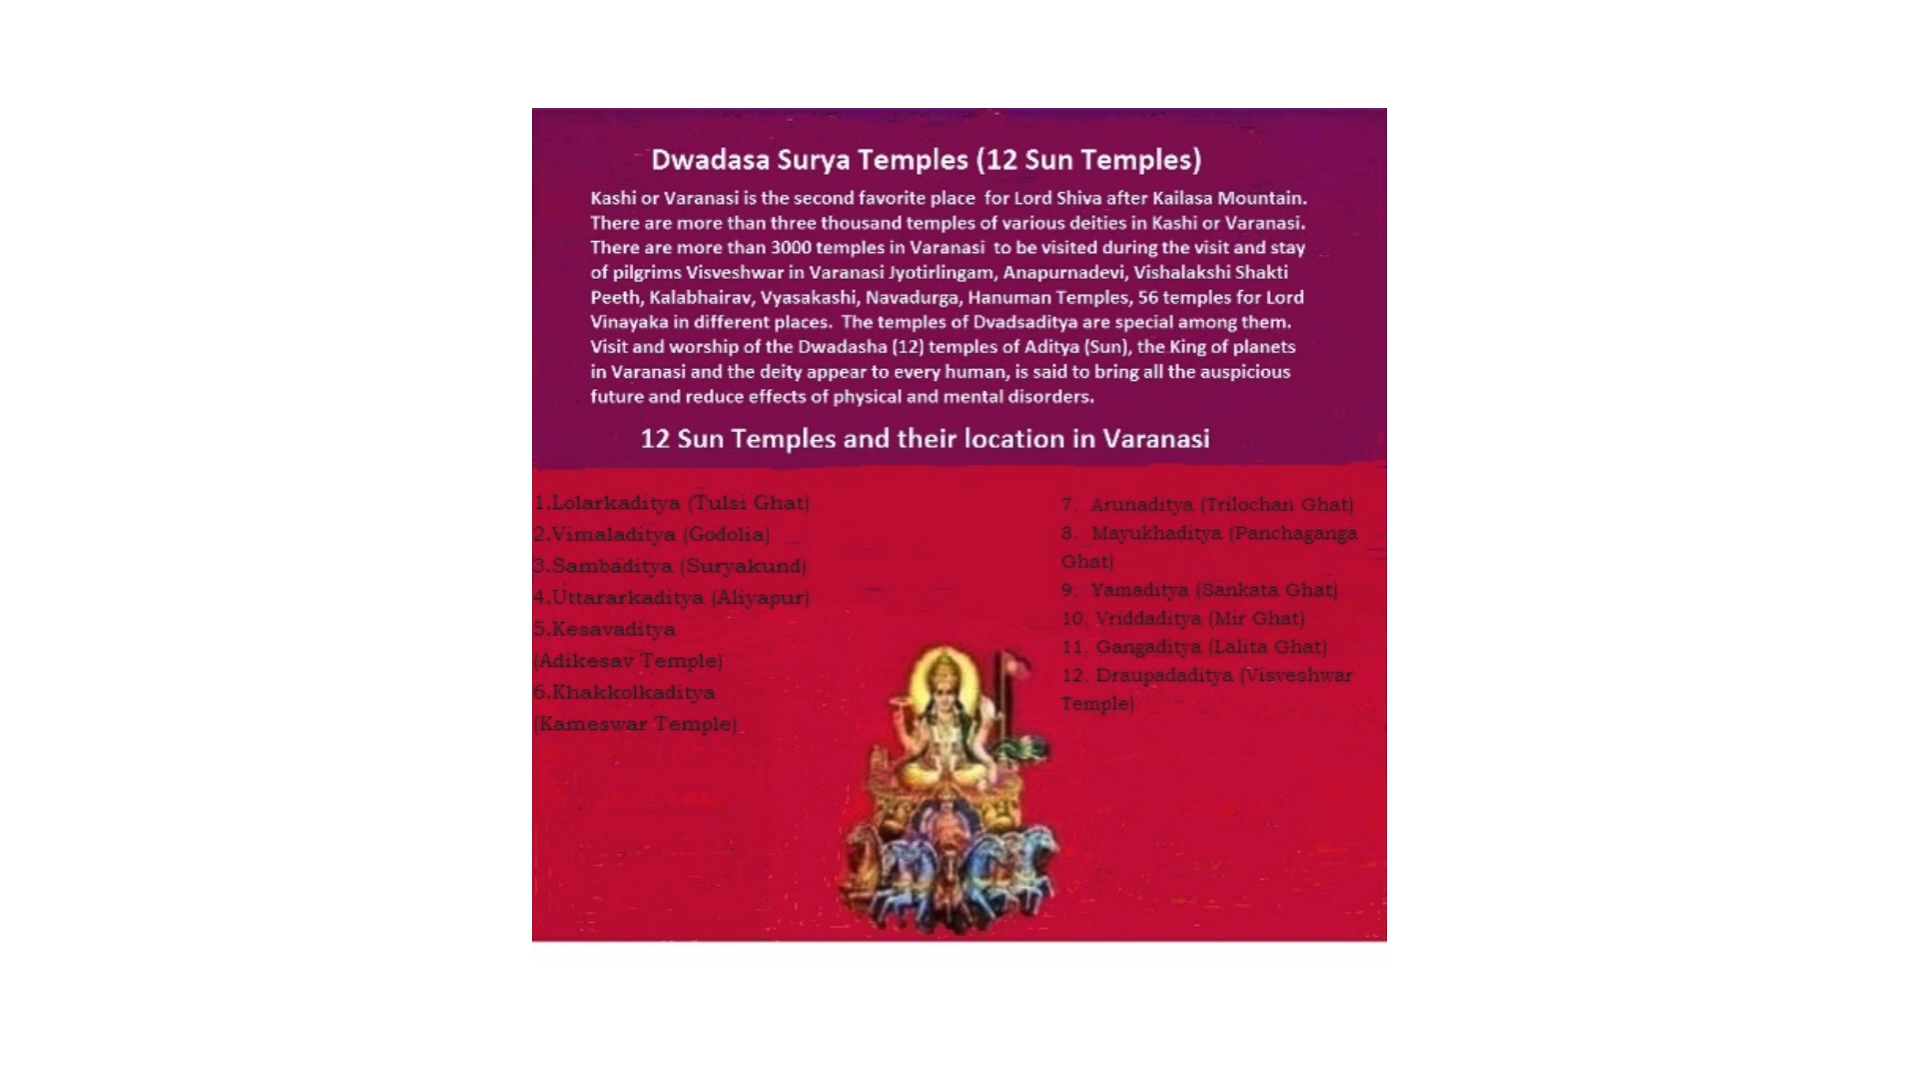 Dwadasa Surya Temples (12 Sun Temples)
Kashi or Varanasi is the second favorite place for Lord Shiva after Kailasa Mountain.
There are more than three thousand temples of various deities in Kashi or Varanasi.
There are more than 3000 temples in Varanasi to be visited during the visit and stay
of pilgrims Visveshwar in Varanasi Jyotirlingam, Anapurnadevi, Vishalakshi Shakti
Peeth, Kalabhairav, Vyasakashi, Navadurga, Hanuman Temples, 56 temples for Lord
Vinayaka in different places. The temples of Dvadsaditya are special among them.
Visit and worship of the Dwadasha (12) temples of Aditya (Sun), the King of planets
in Varanasi and the deity appear to every human, is said to bring all the auspicious
future and reduce effects of physical and mental disorders.
12 Sun Temples and their location in Varanasi
1.Lolarkaditya (Tulsi Ghat)
2.Vimaladitya (Godolia)
3.Sambaditya (Suryakund)
4.Uttararkaditya (Aliyapur)
5.Kesavaditya
(Adikesav Temple)
6.Khakkolkaditya
(Kameswar Temple)
7. Arunaditya (Trilochan Ghat)
8. Mayukhaditya (Panchaganga
Ghat)
9. Yamaditya (Sankata Ghat)
10. Vriddaditya (Mir Ghat)
11. Gangaditya (Lalita Ghat)
12. Draupadaditya (Visveshwar
Temple)